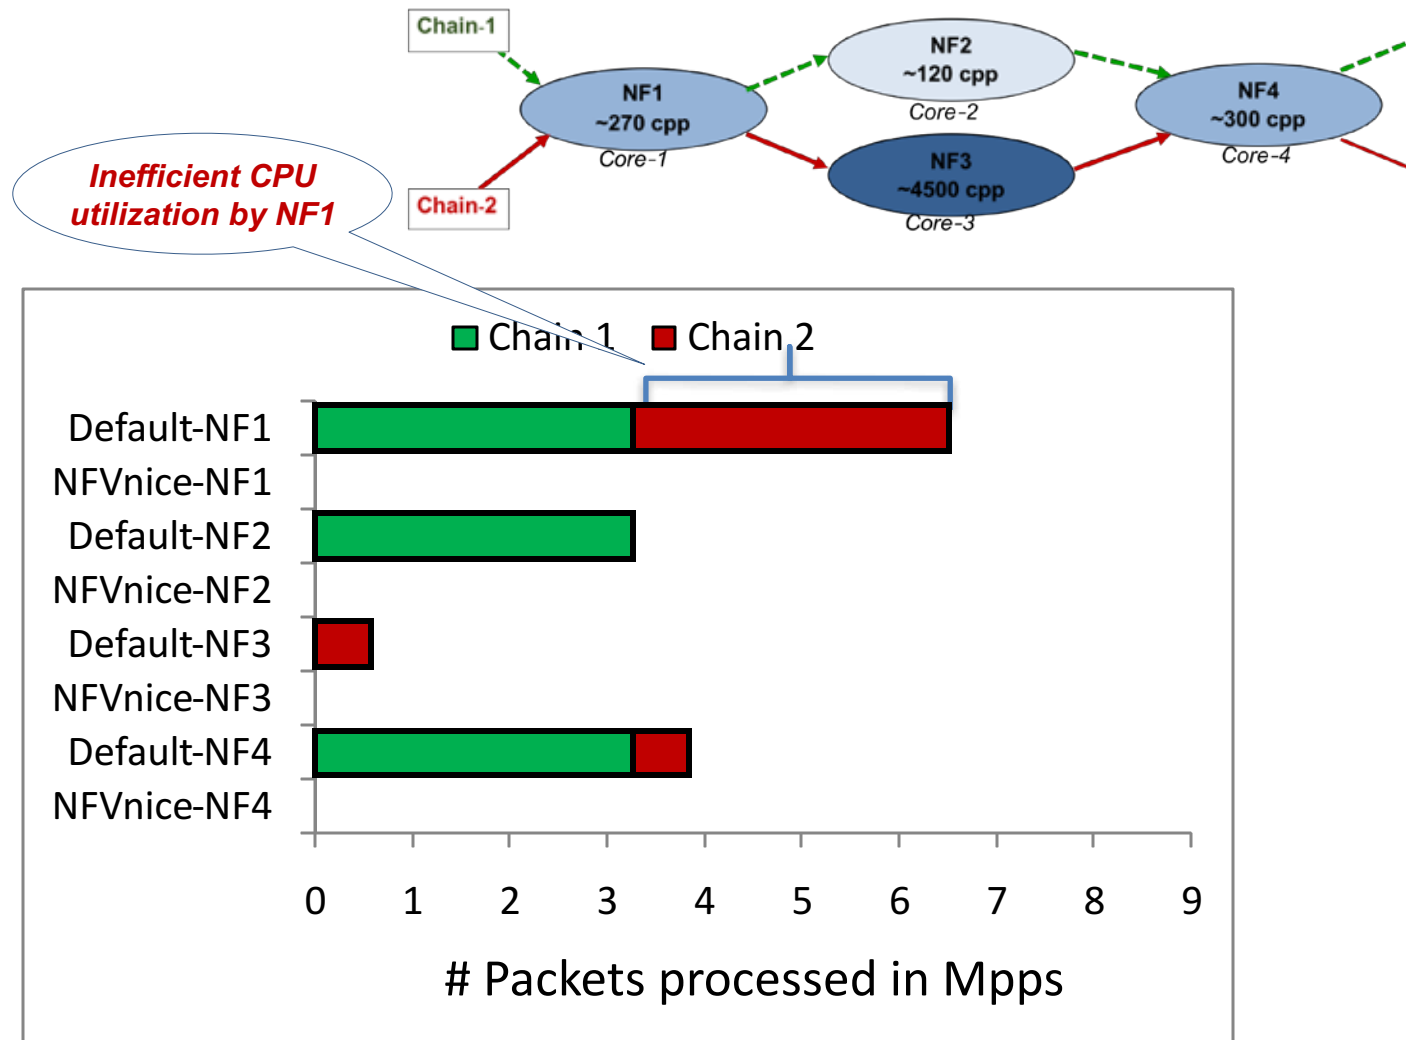 Chain-1
NF1
~270 cpp
Core-1
NF2
~120 cpp
Core-2
NF4
~300 cpp
Core-4
NF3
~4500 cpp
Core-3
Chain-2
Inefficient CPU
utilization by NF1
Chain 1
Chain 2
Default-NF1
NFVnice-NF1
Default-NF2
NFVnice-NF2
Default-NF3
NFVnice-NF3
Default-NF4
NFVnice-NF4
0 1 2 3 4 5 6 7 8 9
# Packets processed in Mpps